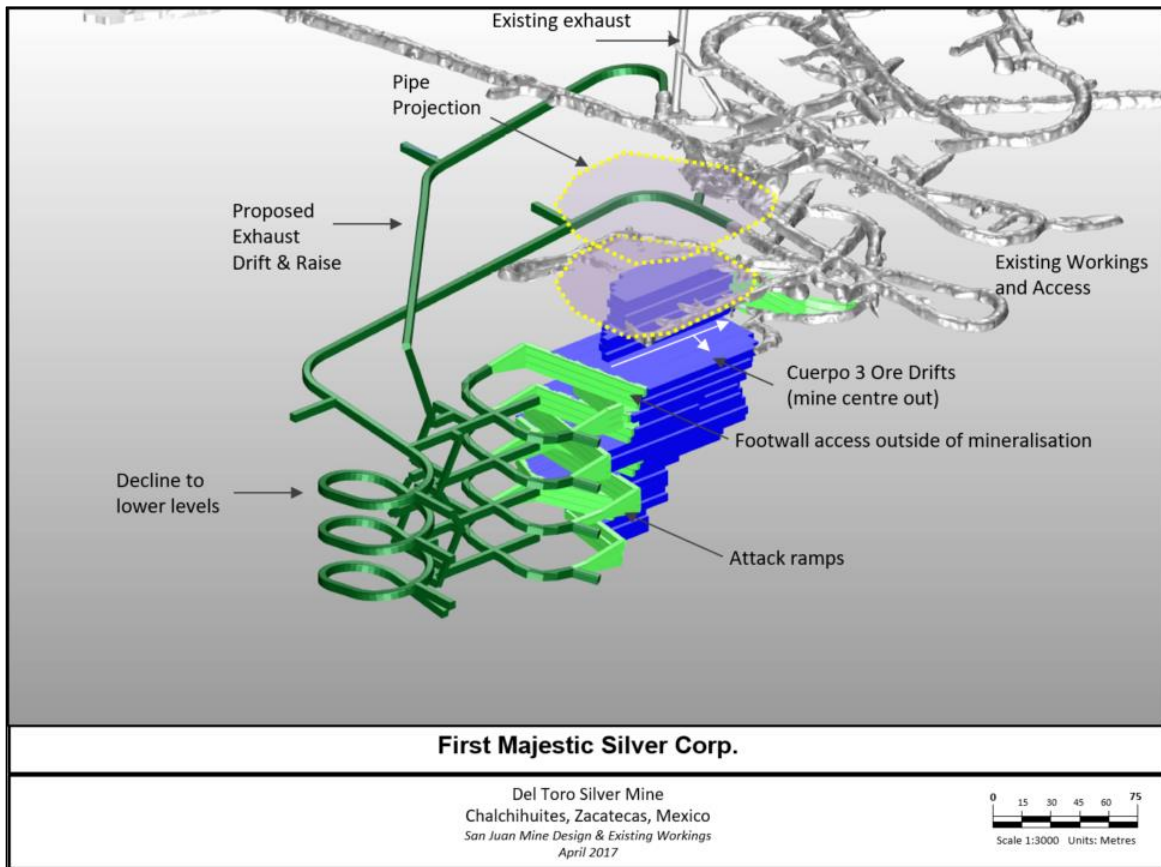 Existing exhaust
Pipe
Projection
Proposed
Exhaust
Drift & Raise
Existing Workings
and Access
Cuerpo 3 Ore Drifts
(mine centre out)
Footwall access outside of mineralisation
Decline to
lower levels
Attack ramps
First Majestic Silver Corp.
Del Toro Silver Mine
Chalchihuites, Zacatecas, Mexico
San Juan Mine Design & Existing Workings
April 2017
0 75
15 30 45 60
Scale 1:3000 Units: Metres